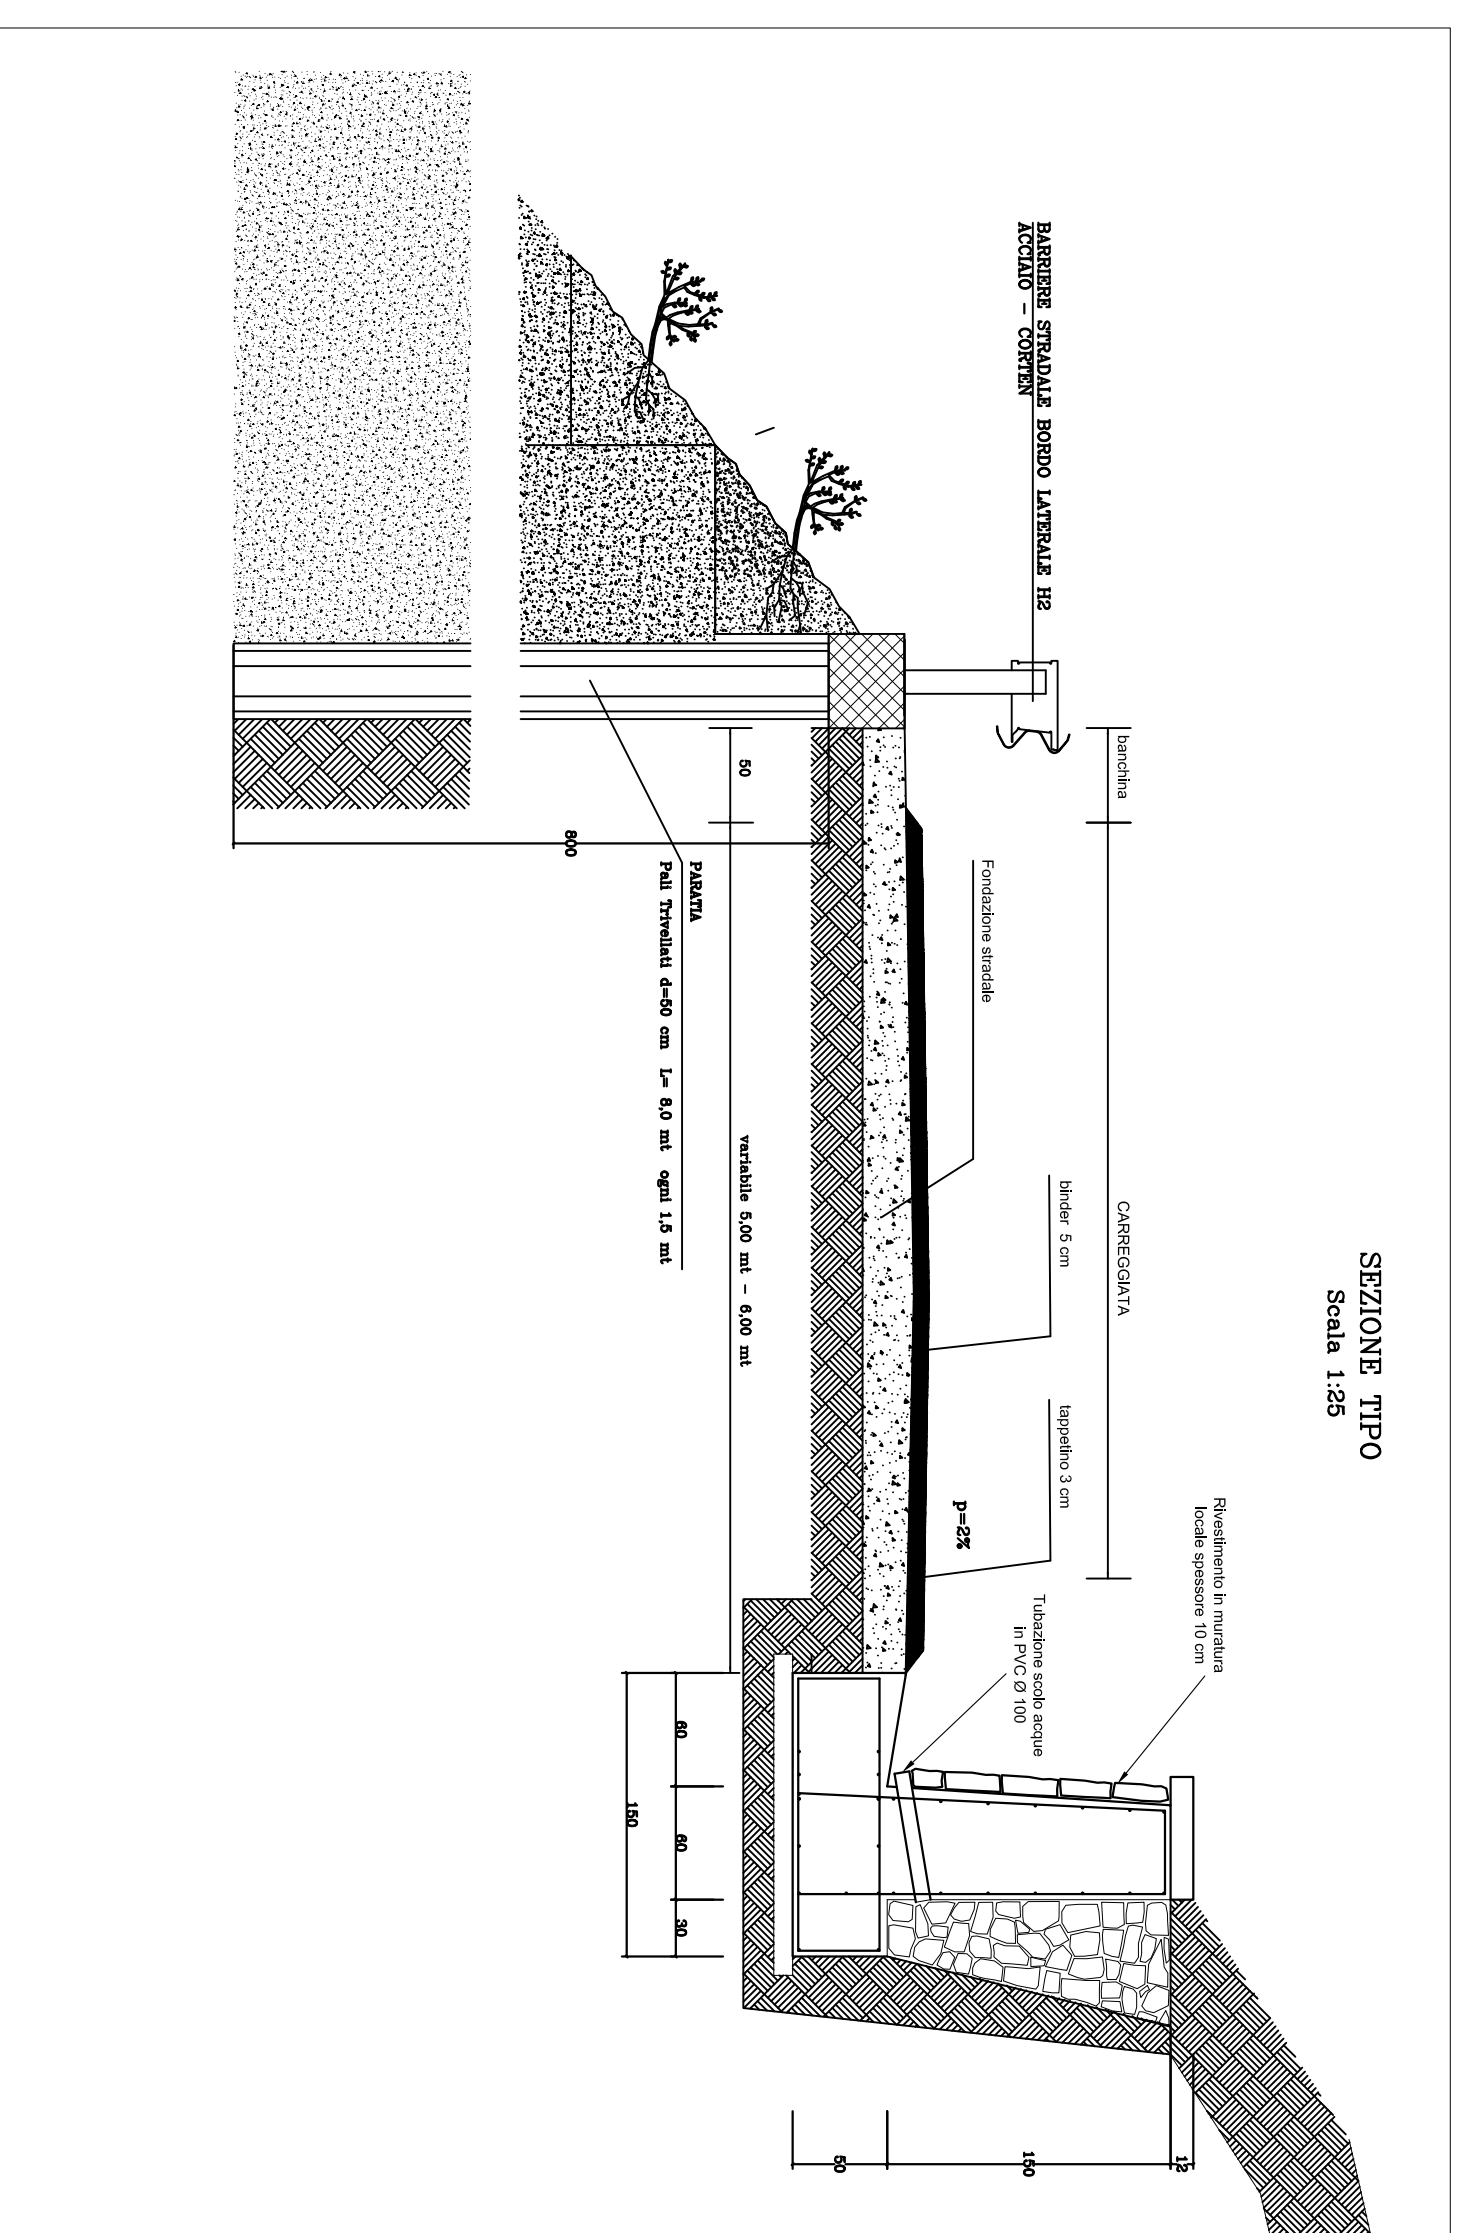 SEZIONE TIPO
Scala 1:25
Rivestimento in muratura
locale spessore 10 cm
banchina
CARREGGIATA
BARRIERE STRADALE BORDO LATERALE H2
ACCIAIO - CORTEN
binder 5 cm
tappetino 3 cm
Tubazione scolo acque
in PVC Ø 100
Fondazione stradale
p=2%
50
variabile 5,00 mt - 6,00 mt
PARATIA
Pali Trivellati d=50 cm L= 8,0 mt ogni 1,5 mt
800
60
60
30
150
12
150
50